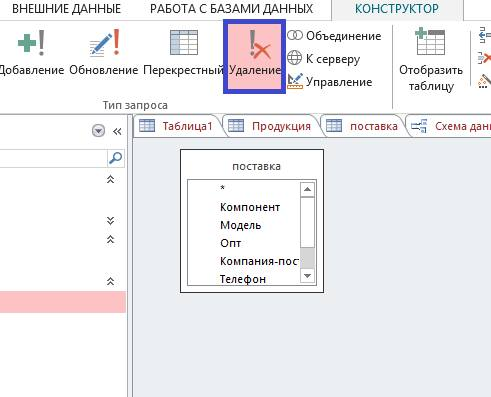 ВНЕШНИЕ ДАННЫЕ РАБОТА С БАЗАМИ ДАННЫХ КОНСТРУКТОР
Добавление Обновление Перекрестный Удаление
Объединение
К серверу
Управление
Отобразить
таблицу
Тип запроса
Таблица1 Продукция поставка Схема дан
поставка
*
Компонент
Модель
Опт
Компания-пост
Телефон